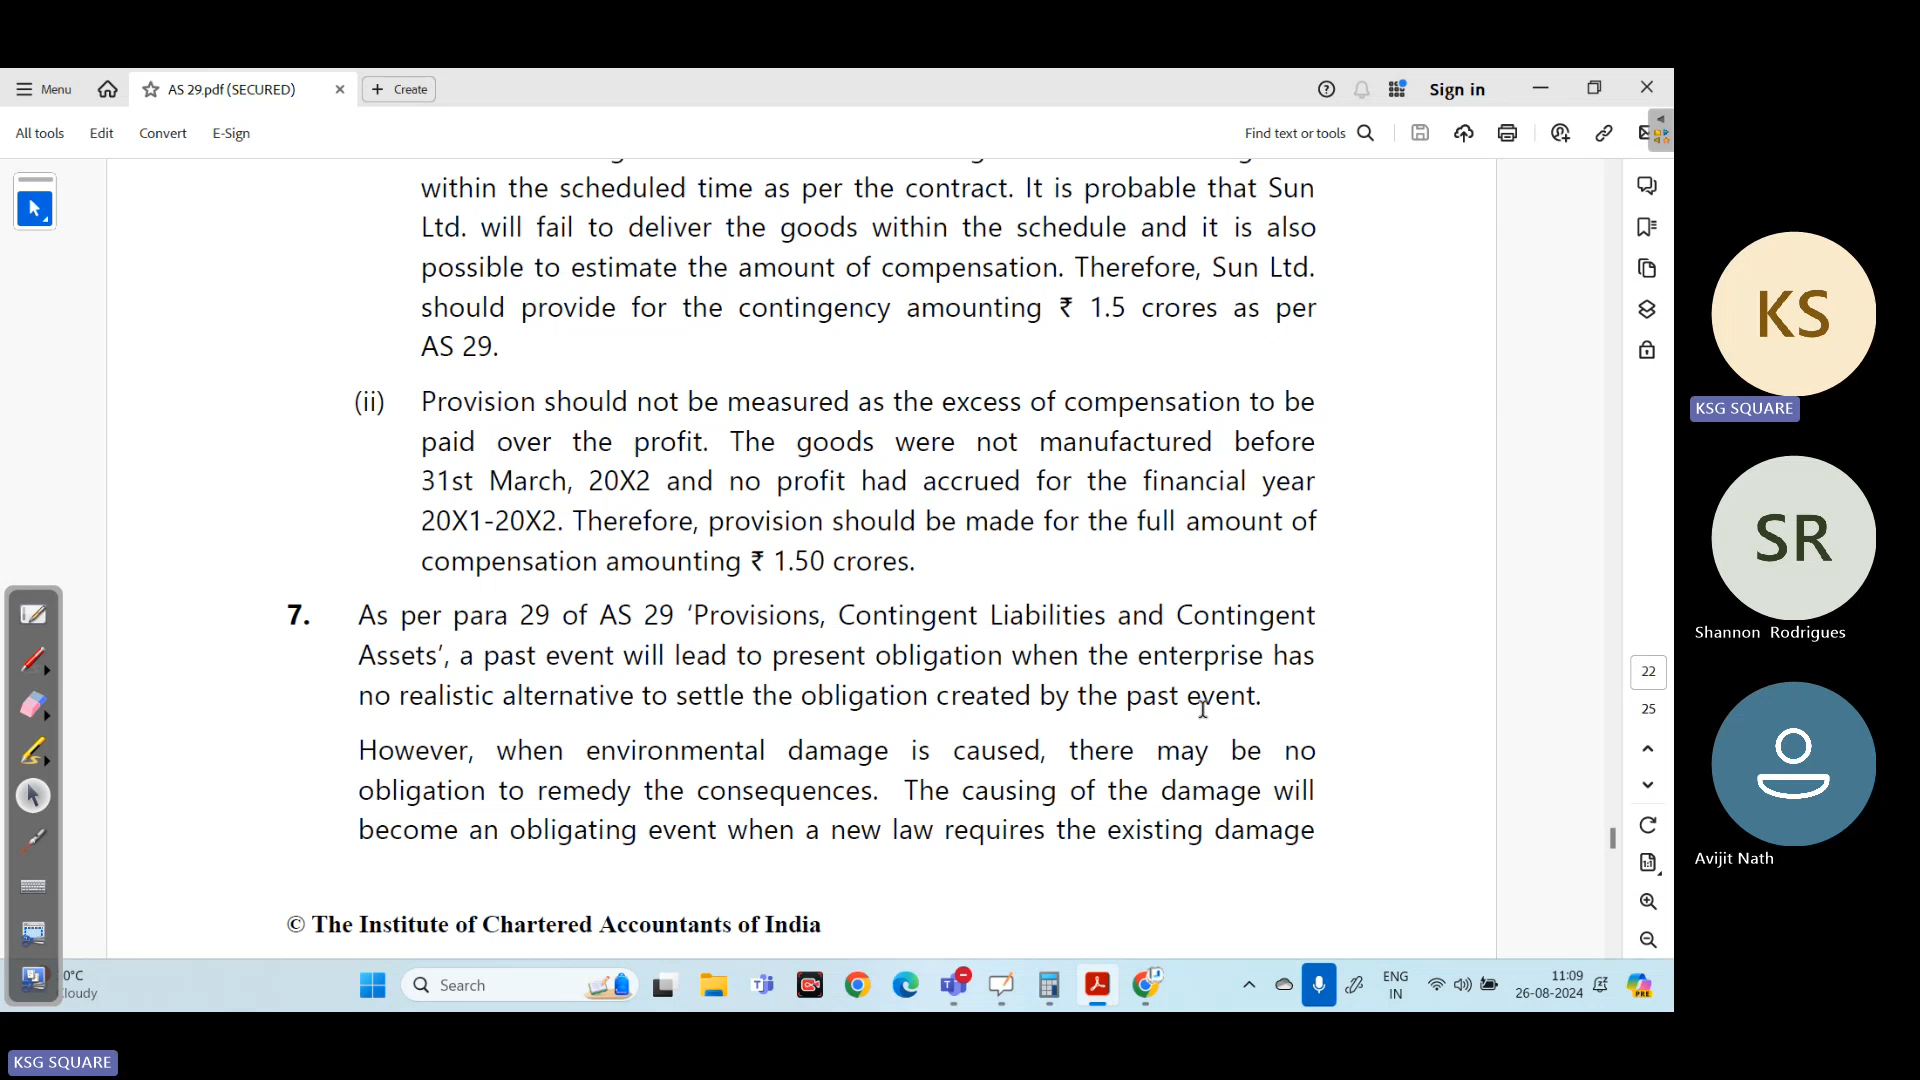 Menu
AS 29.pdf (SECURED)
Create
Sign in
All tools
Edit
Convert
E-Sign
Find text or tools
within the scheduled time as per the contract. It is probable that Sun
Ltd. will fail to deliver the goods within the schedule and it is also
possible to estimate the amount of compensation. Therefore, Sun Ltd.
should provide for the contingency amounting ₹ 1.5 crores as per
AS 29.
(ii) Provision should not be measured as the excess of compensation to be
paid over the profit. The goods were not manufactured before
31st March, 20X2 and no profit had accrued for the financial year
20X1-20X2. Therefore, provision should be made for the full amount of
compensation amounting ₹ 1.50 crores.
7. As per para 29 of AS 29 ‘Provisions, Contingent Liabilities and Contingent
Assets’, a past event will lead to present obligation when the enterprise has
no realistic alternative to settle the obligation created by the past event.
However, when environmental damage is caused, there may be no
obligation to remedy the consequences. The causing of the damage will
become an obligating event when a new law requires the existing damage
© The Institute of Chartered Accountants of India
22
25
KS
KSG SQUARE
SR
Shannon Rodrigues
Avijit Nath
0°C
Cloudy
Search
ENG
IN
11:09
26-08-2024
PRE
KSG SQUARE